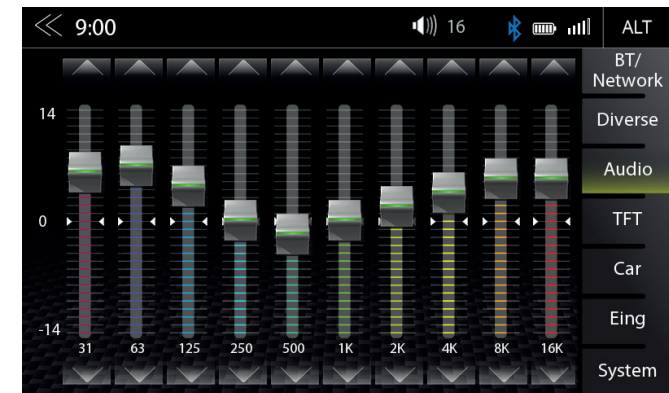 9:00 16 ALT
BT/
Network
Diverse
Audio
TFT
Car
Eing
System
14
0
-14
31 63 125 250 500 1K 2K 4K 8K 16K